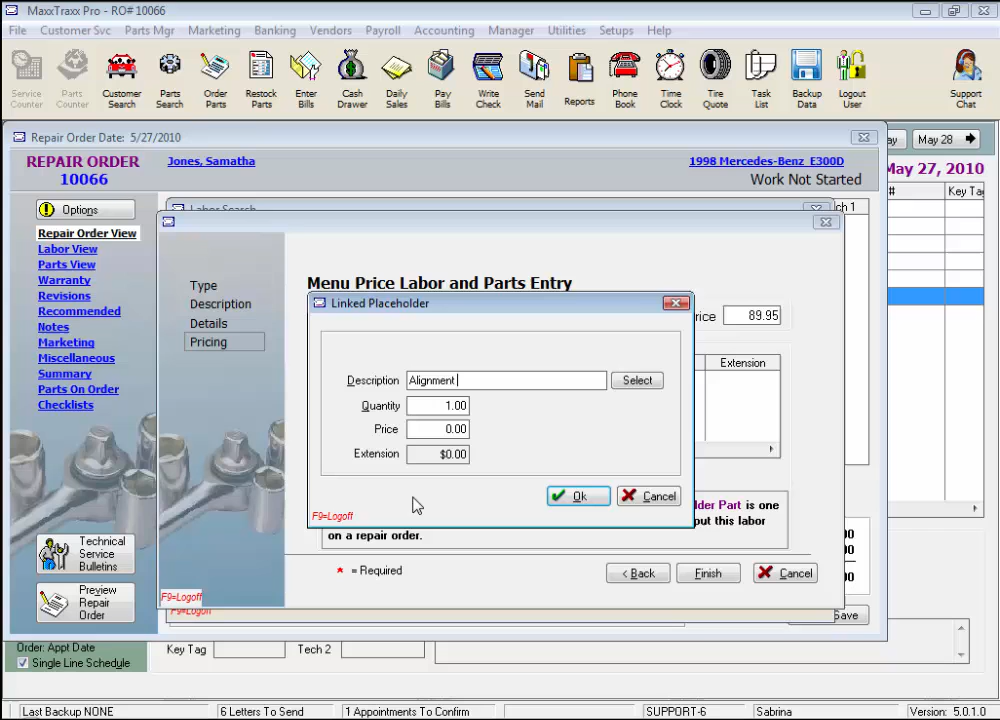 MaxxTraxx Pro - RO# 10066
File Customer Svc Parts Mgr Marketing Banking Vendors Payroll Accounting Manager Utilities Setups Help
Service Counter
Parts Counter
Customer Search
Parts Search
Order Parts
Restock Parts
Enter Bills
Cash Drawer
Daily Sales
Pay Bills
Write Check
Send Mail
Reports
Phone Book
Time Clock
Tire Quote
Task List
Backup Data
Logout User
Support Chat
Repair Order Date: 5/27/2010
ay May 28
REPAIR ORDER
10066
Jones, Samatha
1998 Mercedes-Benz E300D
Work Not Started
May 27, 2010
# Key Tag
Options
Labor Search
ch 1
Repair Order View
Labor View
Parts View
Warranty
Revisions
Recommended
Notes
Marketing
Miscellaneous
Summary
Parts On Order
Checklists
Type
Description
Details
Pricing
Menu Price Labor and Parts Entry
rice 89.95
Extension
Linked Placeholder
Description Alignment Select
Quantity 1.00
Price 0.00
Extension $0.00
Ok Cancel
F9=Logoff
lder Part is one
put this labor
on a repair order.
* = Required
< Back Finish Cancel
F9=Logoff
F9=Logoff
Save
Technical Service Bulletins
Preview Repair Order
Order: Appt Date
Single Line Schedule
Key Tag Tech 2
Last Backup NONE 6 Letters To Send 1 Appointments To Confirm SUPPORT-6 Sabrina Version: 5.0.1.0